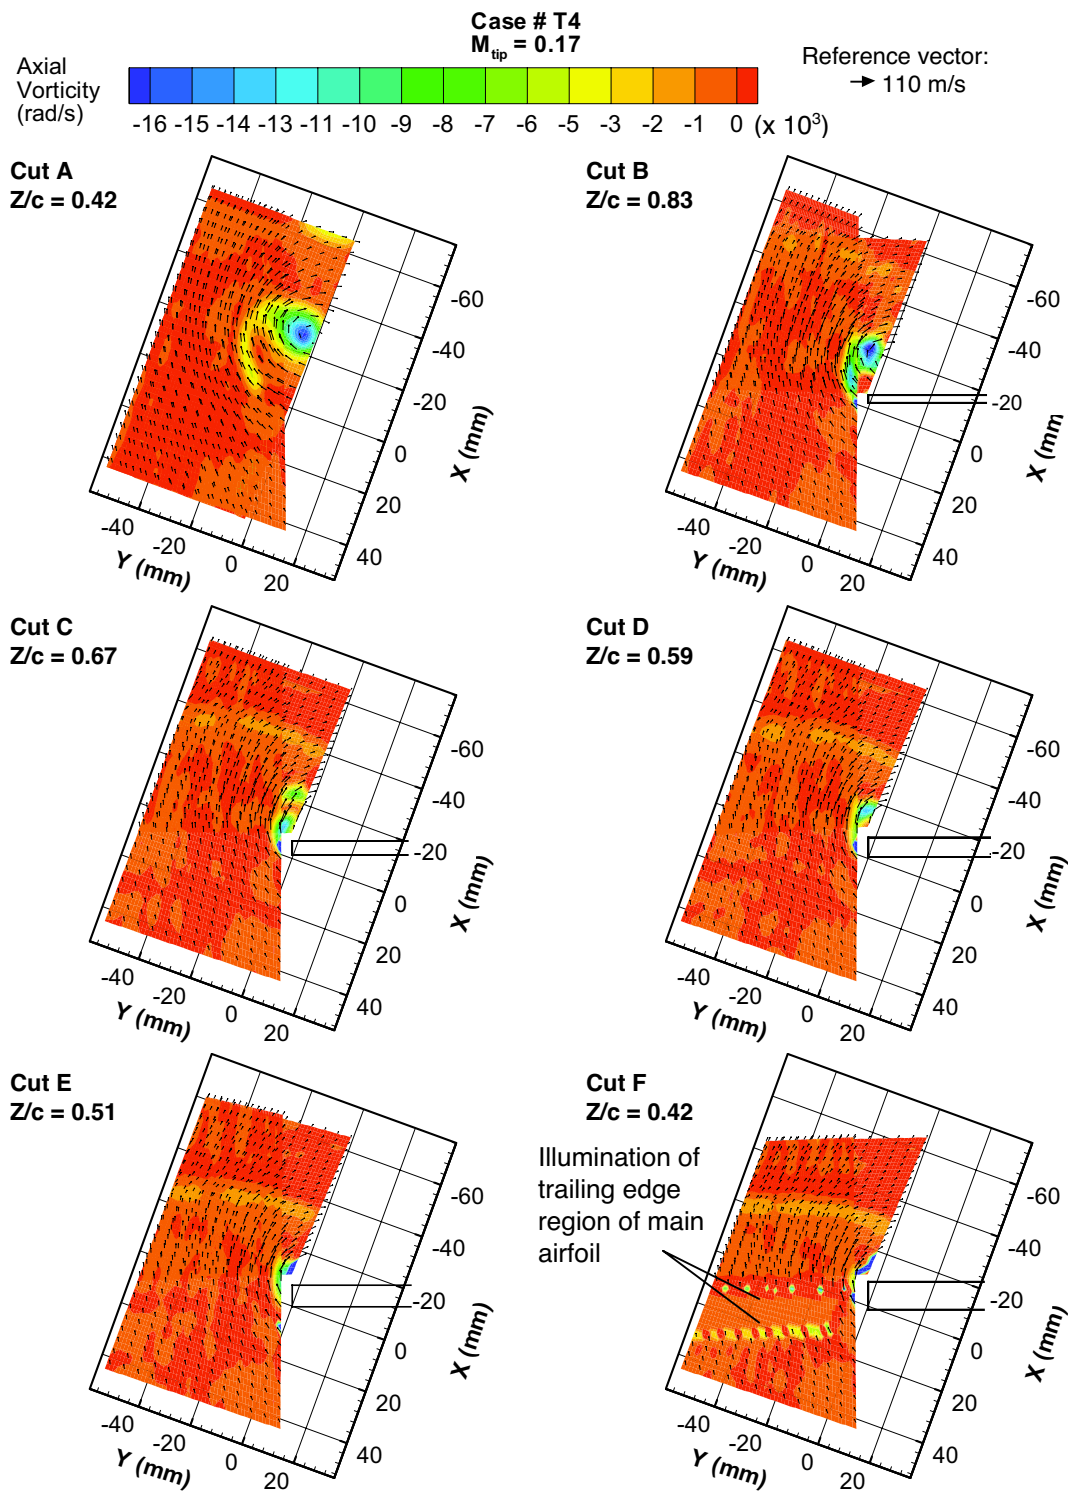 Case # T4
Mtip = 0.17
Axial
Vorticity
(rad/s)
-16 -15 -14 -13 -11 -10 -9 -8 -7 -6 -5 -3 -2 -1 0 (x 10³)
Reference vector:
110 m/s
Cut A
Z/c = 0.42
-60
-40
-20
0
20
40
X (mm)
-40
-20
0
20
Y (mm)
Cut B
Z/c = 0.83
-60
-40
-20
0
20
40
X (mm
-40
-20
0
20
Y (mm)
Cut C
Z/c = 0.67
-60
-40
-20
0
20
40
X (mm)
-40
-20
0
20
Y (mm)
Cut D
Z/c = 0.59
-60
-40
-20
0
20
40
X (mm)
-40
-20
0
20
Y (mm)
Cut E
Z/c = 0.51
-60
-40
-20
0
20
40
X (mm)
-40
-20
0
20
Y (mm)
Cut F
Z/c = 0.42
Illumination of
trailing edge
region of main
airfoil
-60
-40
-20
0
20
40
X (mm)
-40
-20
0
20
Y (mm)